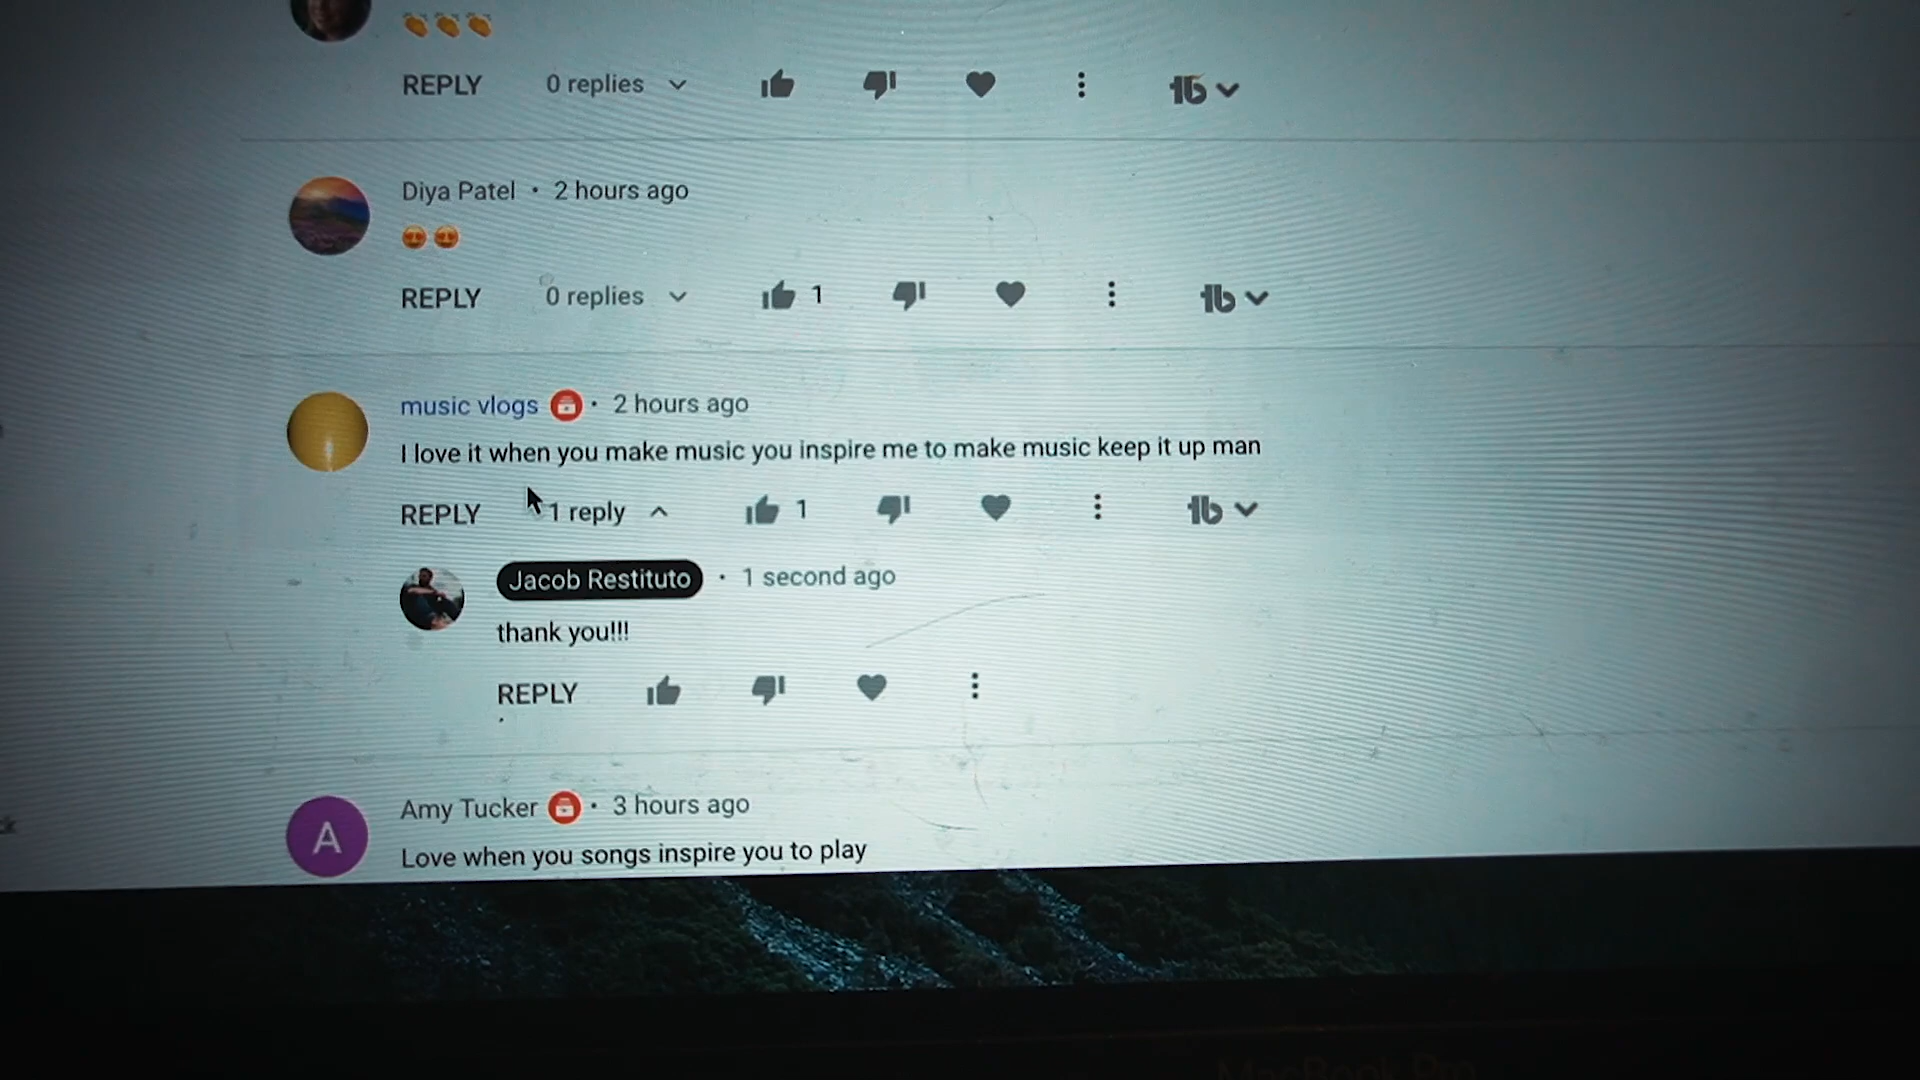 👏👏👏
REPLY 0 replies
Diya Patel • 2 hours ago
😍😍
REPLY 0 replies 1
music vlogs • 2 hours ago
I love it when you make music you inspire me to make music keep it up man
REPLY 1 reply 1
Jacob Restituto • 1 second ago
thank you!!!
REPLY
A
Amy Tucker • 3 hours ago
Love when you songs inspire you to play
MacBook Pro